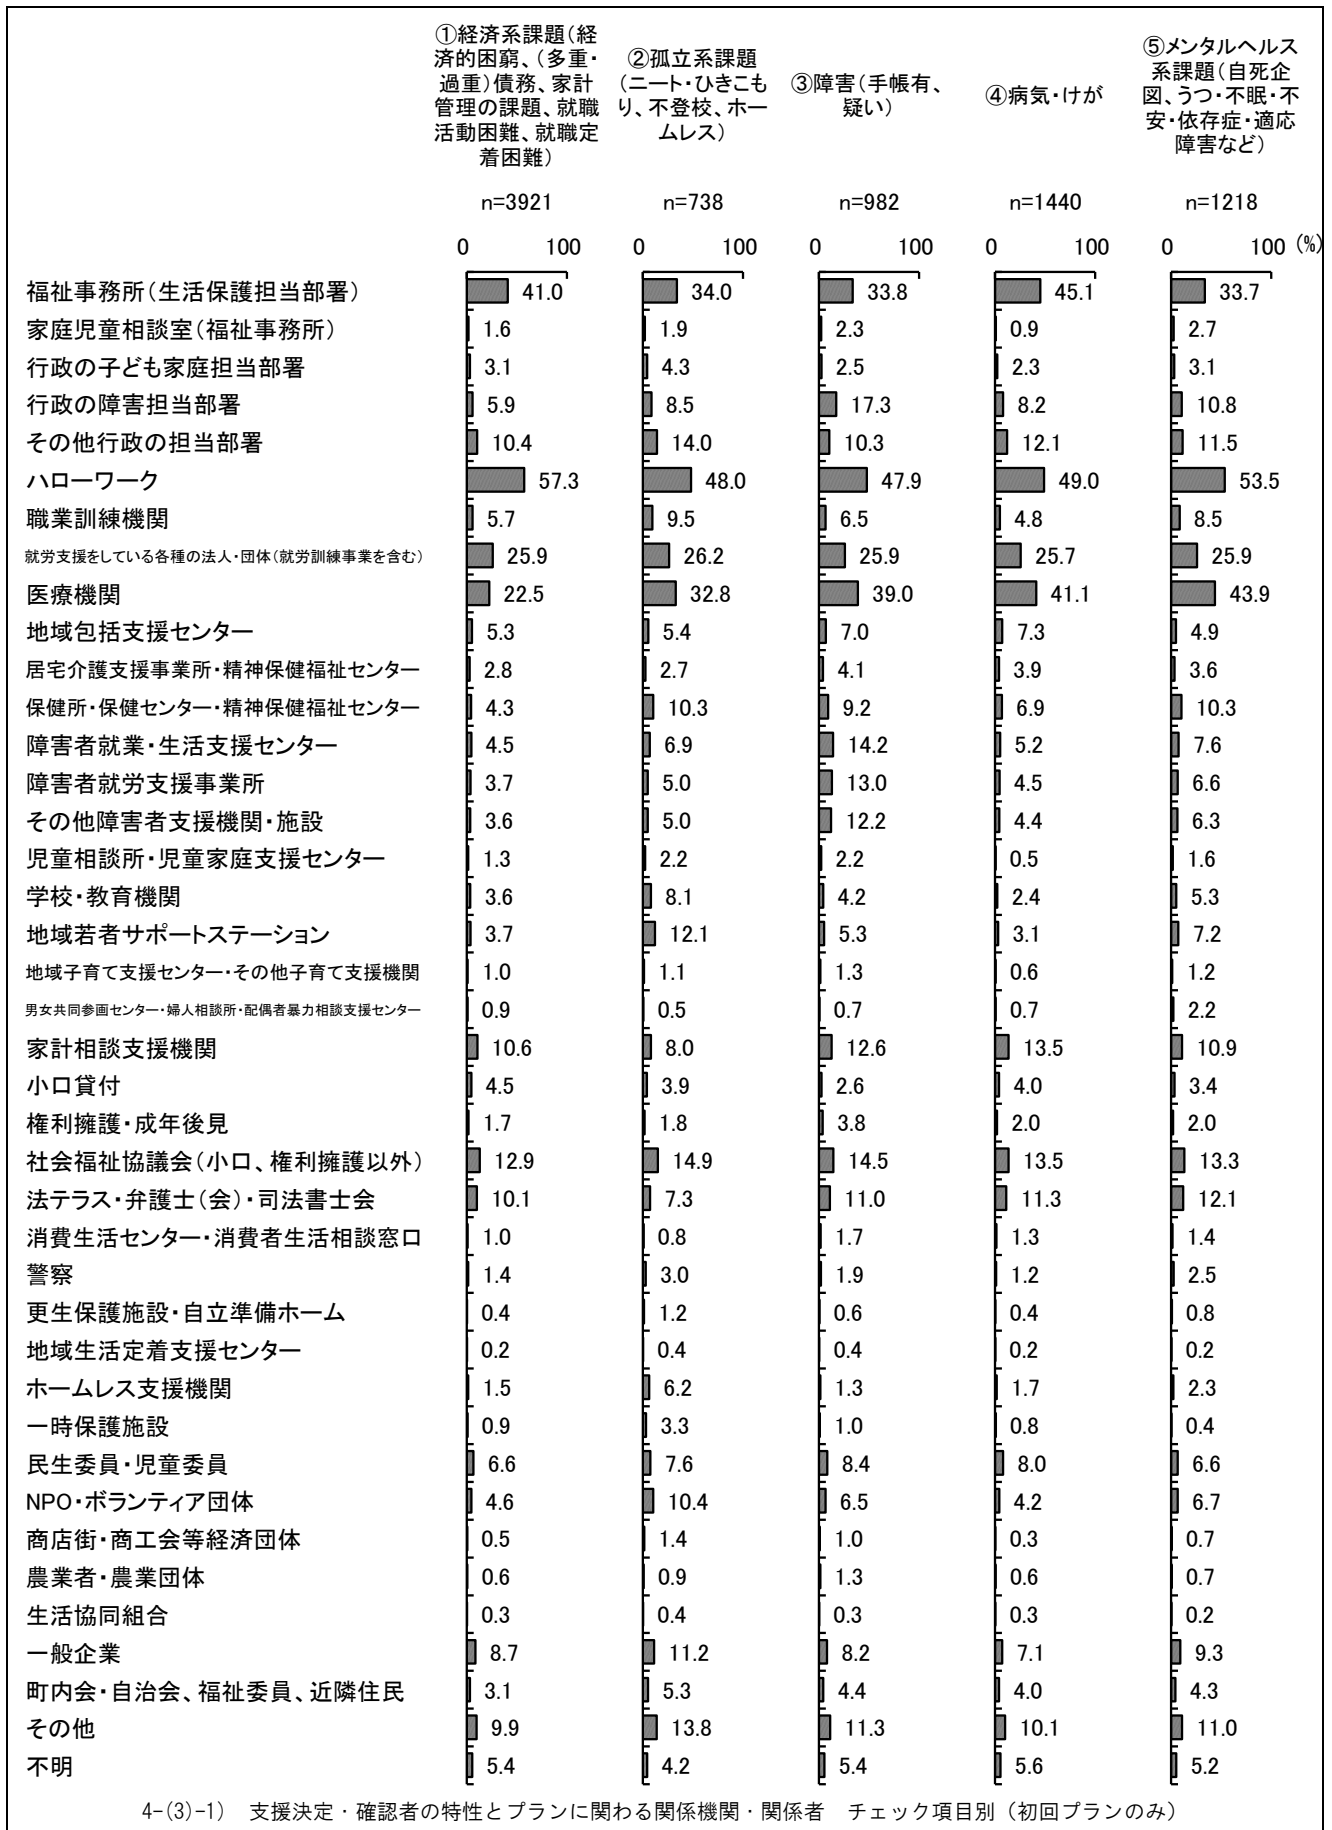 ①経済系課題(経
済的困窮、(多重・
過重)債務、家計
管理の課題、就職
活動困難、就職定
着困難)
②孤立系課題
(ニート・ひきこも
り、不登校、ホー
ムレス)
③障害(手帳有、
疑い)
④病気・けが
⑤メンタルヘルス
系課題(自死企
図、うつ・不眠・不
安・依存症・適応
障害など)
n=3921 n=738 n=982 n=1440 n=1218
0 100 0 100 0 100 0 100 0 100 (%)
福祉事務所(生活保護担当部署) 41.0 34.0 33.8 45.1 33.7
家庭児童相談室(福祉事務所) 1.6 1.9 2.3 0.9 2.7
行政の子ども家庭担当部署 3.1 4.3 2.5 2.3 3.1
行政の障害担当部署 5.9 8.5 17.3 8.2 10.8
その他行政の担当部署 10.4 14.0 10.3 12.1 11.5
ハローワーク 57.3 48.0 47.9 49.0 53.5
職業訓練機関 5.7 9.5 6.5 4.8 8.5
就労支援をしている各種の法人・団体(就労訓練事業を含む) 25.9 26.2 25.9 25.7 25.9
医療機関 22.5 32.8 39.0 41.1 43.9
地域包括支援センター 5.3 5.4 7.0 7.3 4.9
居宅介護支援事業所・精神保健福祉センター 2.8 2.7 4.1 3.9 3.6
保健所・保健センター・精神保健福祉センター 4.3 10.3 9.2 6.9 10.3
障害者就業・生活支援センター 4.5 6.9 14.2 5.2 7.6
障害者就労支援事業所 3.7 5.0 13.0 4.5 6.6
その他障害者支援機関・施設 3.6 5.0 12.2 4.4 6.3
児童相談所・児童家庭支援センター 1.3 2.2 2.2 0.5 1.6
学校・教育機関 3.6 8.1 4.2 2.4 5.3
地域若者サポートステーション 3.7 12.1 5.3 3.1 7.2
地域子育て支援センター・その他子育て支援機関 1.0 1.1 1.3 0.6 1.2
男女共同参画センター・婦人相談所・配偶者暴力相談支援センター 0.9 0.5 0.7 0.7 2.2
家計相談支援機関 10.6 8.0 12.6 13.5 10.9
小口貸付 4.5 3.9 2.6 4.0 3.4
権利擁護・成年後見 1.7 1.8 3.8 2.0 2.0
社会福祉協議会(小口、権利擁護以外) 12.9 14.9 14.5 13.5 13.3
法テラス・弁護士(会)・司法書士会 10.1 7.3 11.0 11.3 12.1
消費生活センター・消費者生活相談窓口 1.0 0.8 1.7 1.3 1.4
警察 1.4 3.0 1.9 1.2 2.5
更生保護施設・自立準備ホーム 0.4 1.2 0.6 0.4 0.8
地域生活定着支援センター 0.2 0.4 0.4 0.2 0.2
ホームレス支援機関 1.5 6.2 1.3 1.7 2.3
一時保護施設 0.9 3.3 1.0 0.8 0.4
民生委員・児童委員 6.6 7.6 8.4 8.0 6.6
NPO・ボランティア団体 4.6 10.4 6.5 4.2 6.7
商店街・商工会等経済団体 0.5 1.4 1.0 0.3 0.7
農業者・農業団体 0.6 0.9 1.3 0.6 0.7
生活協同組合 0.3 0.4 0.3 0.3 0.2
一般企業 8.7 11.2 8.2 7.1 9.3
町内会・自治会、福祉委員、近隣住民 3.1 5.3 4.4 4.0 4.3
その他 9.9 13.8 11.3 10.1 11.0
不明 5.4 4.2 5.4 5.6 5.2
4-(3)-1) 支援決定・確認者の特性とプランに関わる関係機関・関係者 チェック項目別(初回プランのみ)